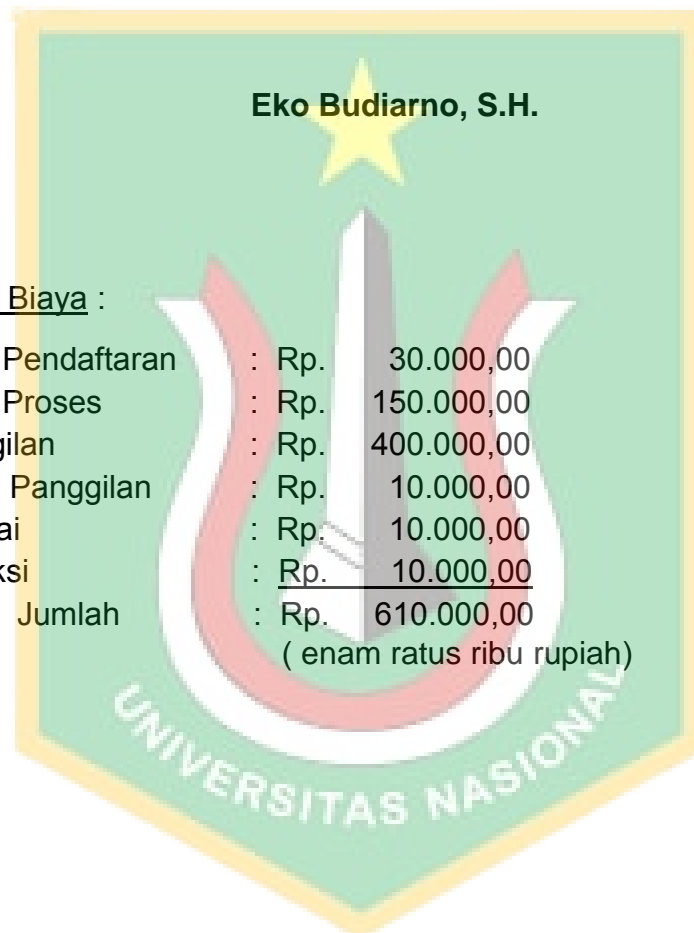 Eko Budiarno, S.H.
Biaya :
Pendaftaran : Rp. 30.000,00
Proses : Rp. 150.000,00
gilan : Rp. 400.000,00
Panggilan : Rp. 10.000,00
ai : Rp. 10.000,00
ksi : Rp. 10.000,00
Jumlah : Rp. 610.000,00
( enam ratus ribu rupiah)
UNIVERSITAS NASIONAL